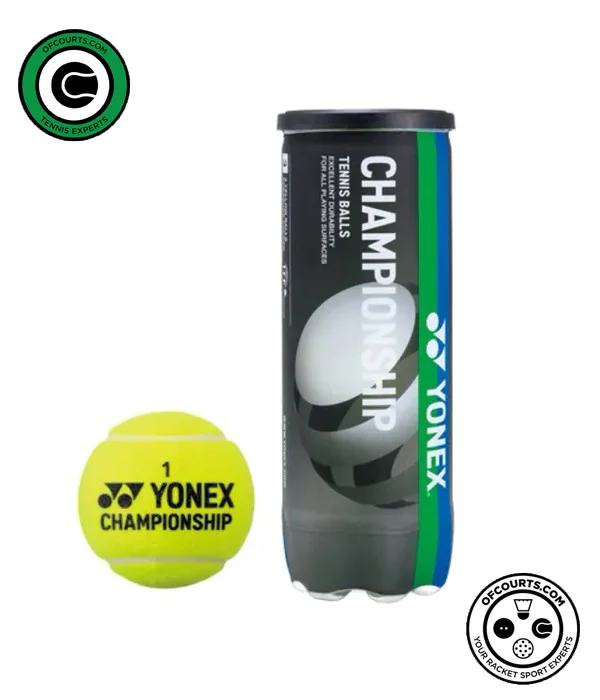 OFCOURTS.COM
TENNIS EXPERTS
CHAMPIONSHIP
TENNIS BALLS
EXCELLENT DURABILITY
FOR ALL PLAYING SURFACES
YONEX
1
YONEX
CHAMPIONSHIP
OFCOURTS.COM
YOUR RACKET SPORT EXPERTS